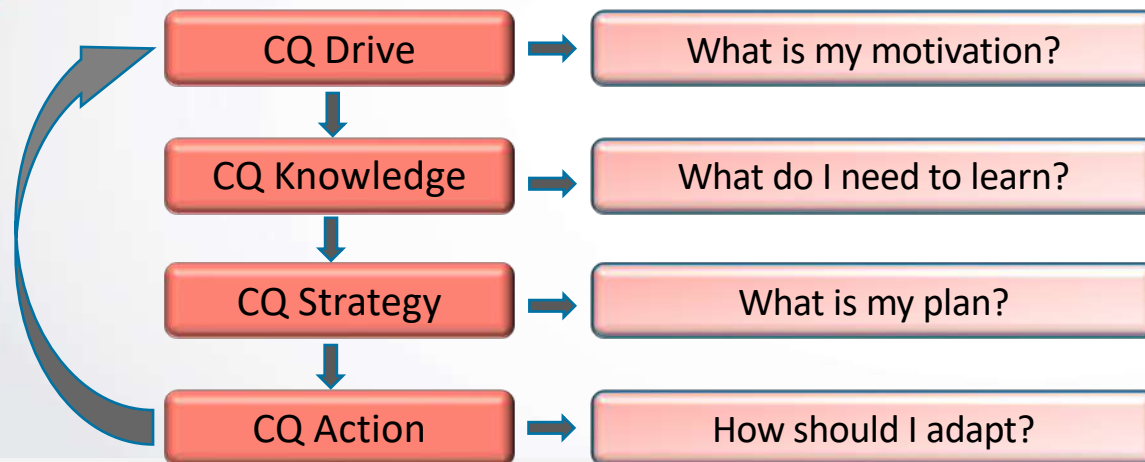 CQ Drive
What is my motivation?
CQ Knowledge
What do I need to learn?
CQ Strategy
What is my plan?
CQ Action
How should I adapt?